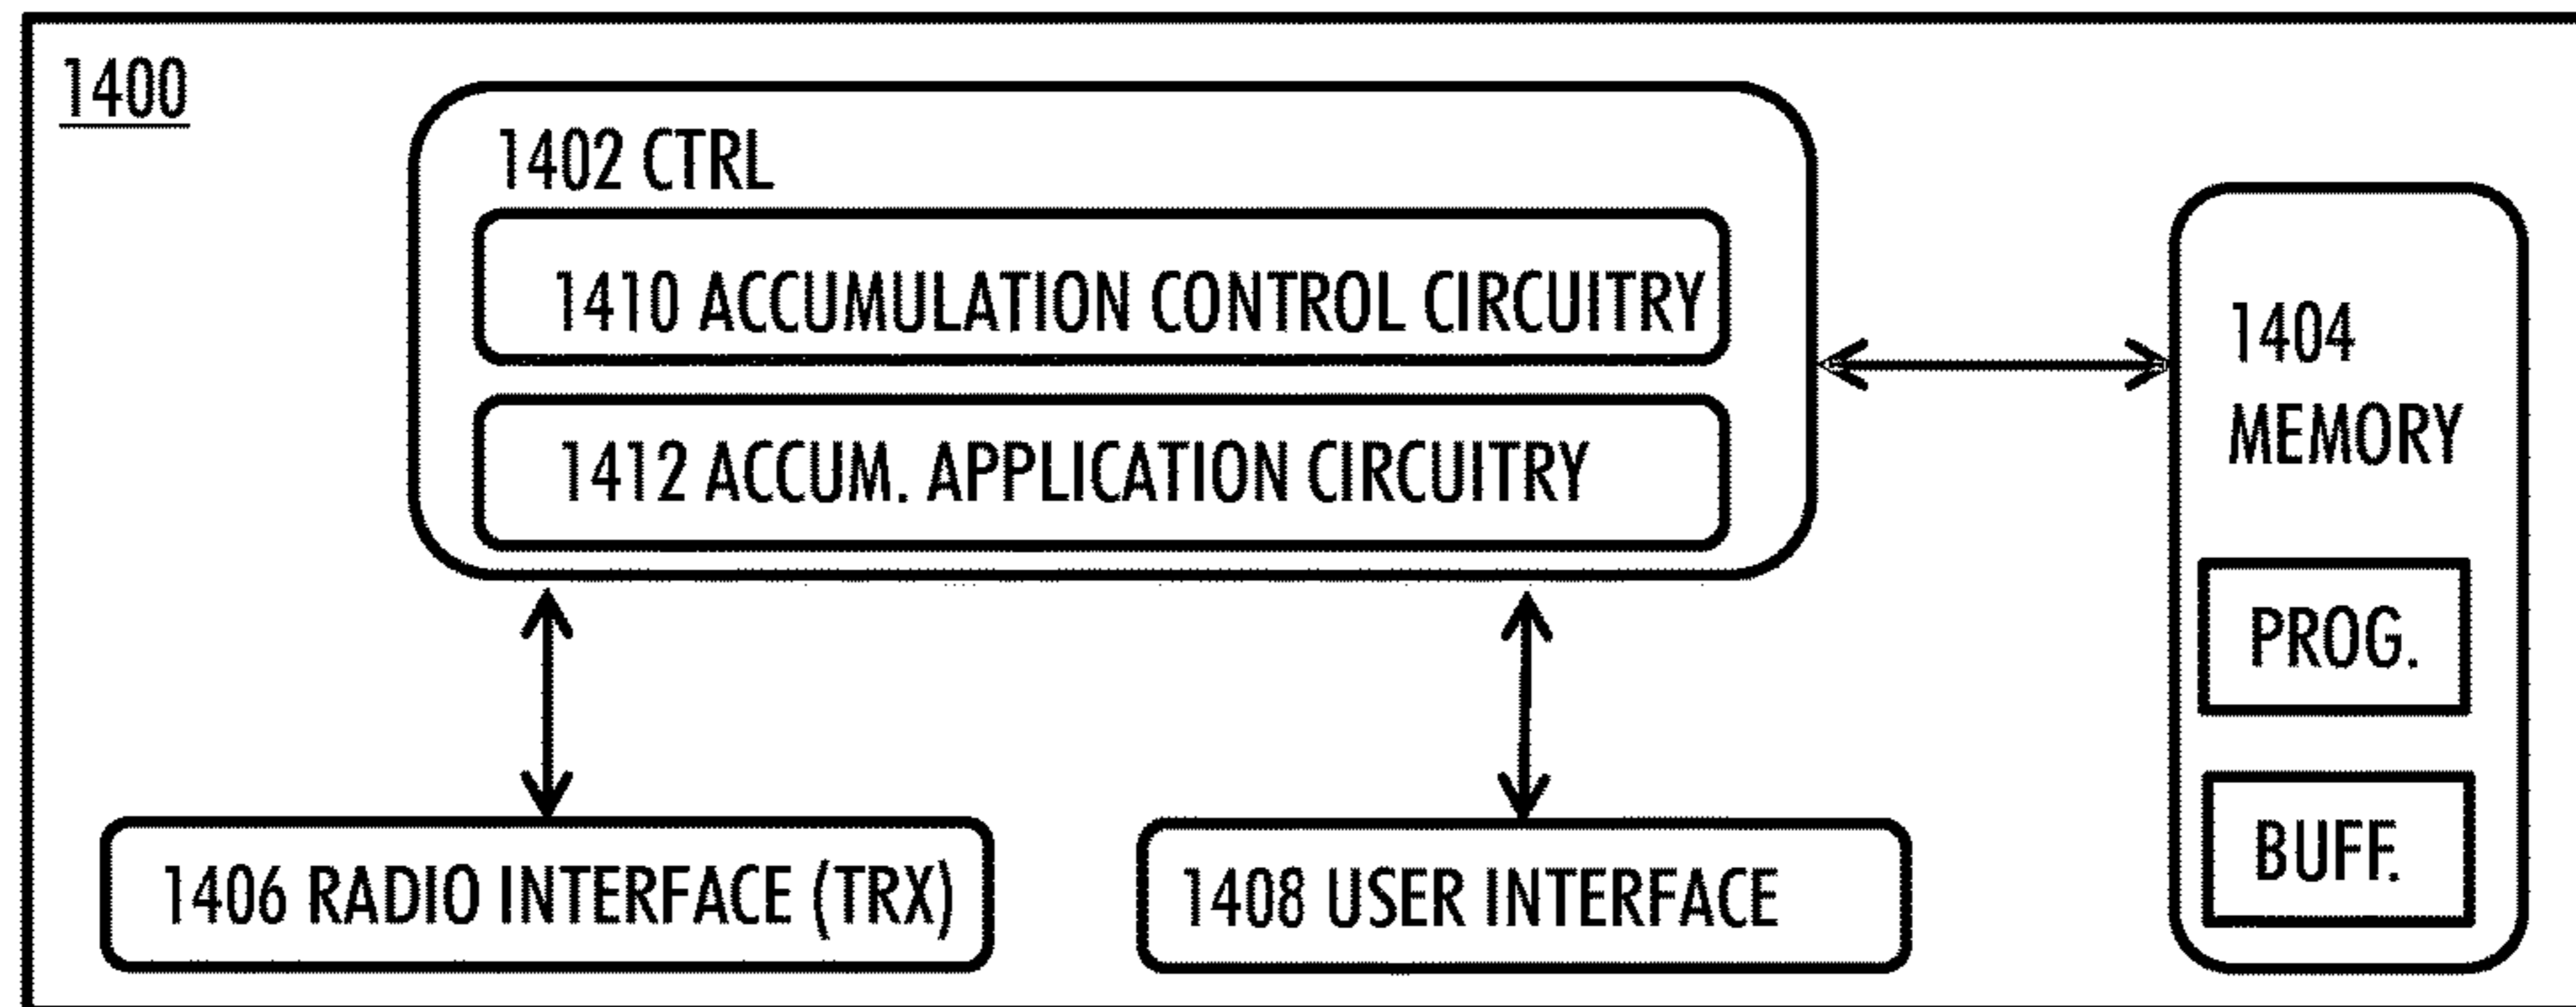 1400
1402 CTRL
1410 ACCUMULATION CONTROL CIRCUITRY
1412 ACCUM. APPLICATION CIRCUITRY
1404
MEMORY
PROG.
BUFF.
1406 RADIO INTERFACE (TRX)
1408 USER INTERFACE